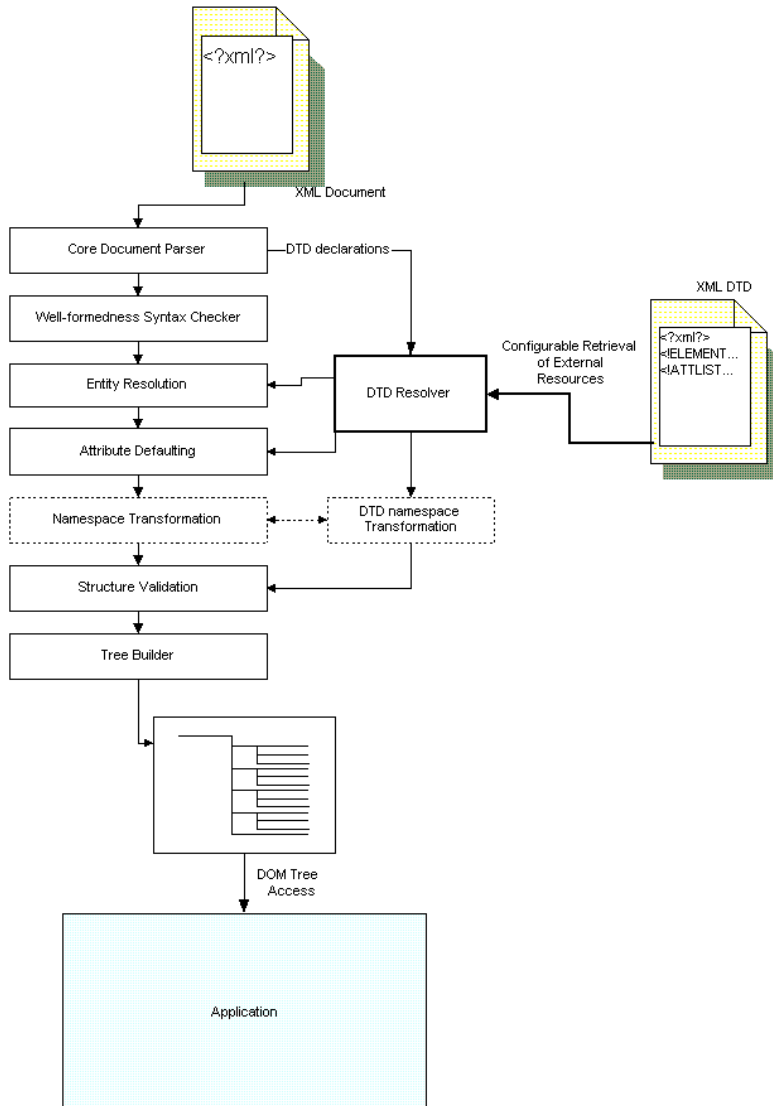 <?xml?>
XML Document
Core Document Parser
DTD declarations
XML DTD
Well-formedness Syntax Checker
<?xml?>
<!ELEMENT...
<!ATTLIST...
Configurable Retrieval
of External
Resources
Entity Resolution
DTD Resolver
Attribute Defaulting
Namespace Transformation
DTD namespace
Transformation
Structure Validation
Tree Builder
DOM Tree
Access
Application